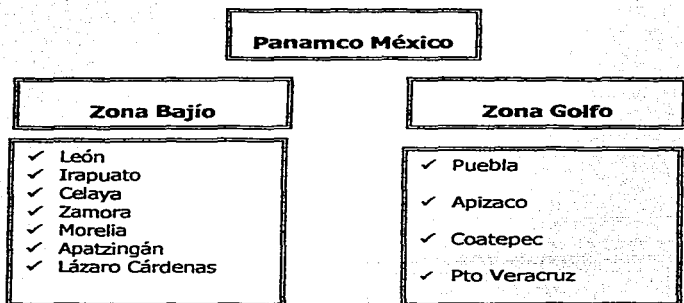 Panamco México
Zona Bajío
✓ León
✓ Irapuato
✓ Celaya
✓ Zamora
✓ Morelia
✓ Apatzingán
✓ Lázaro Cárdenas
Zona Golfo
✓ Puebla
✓ Apizaco
✓ Coatepec
✓ Pto Veracruz